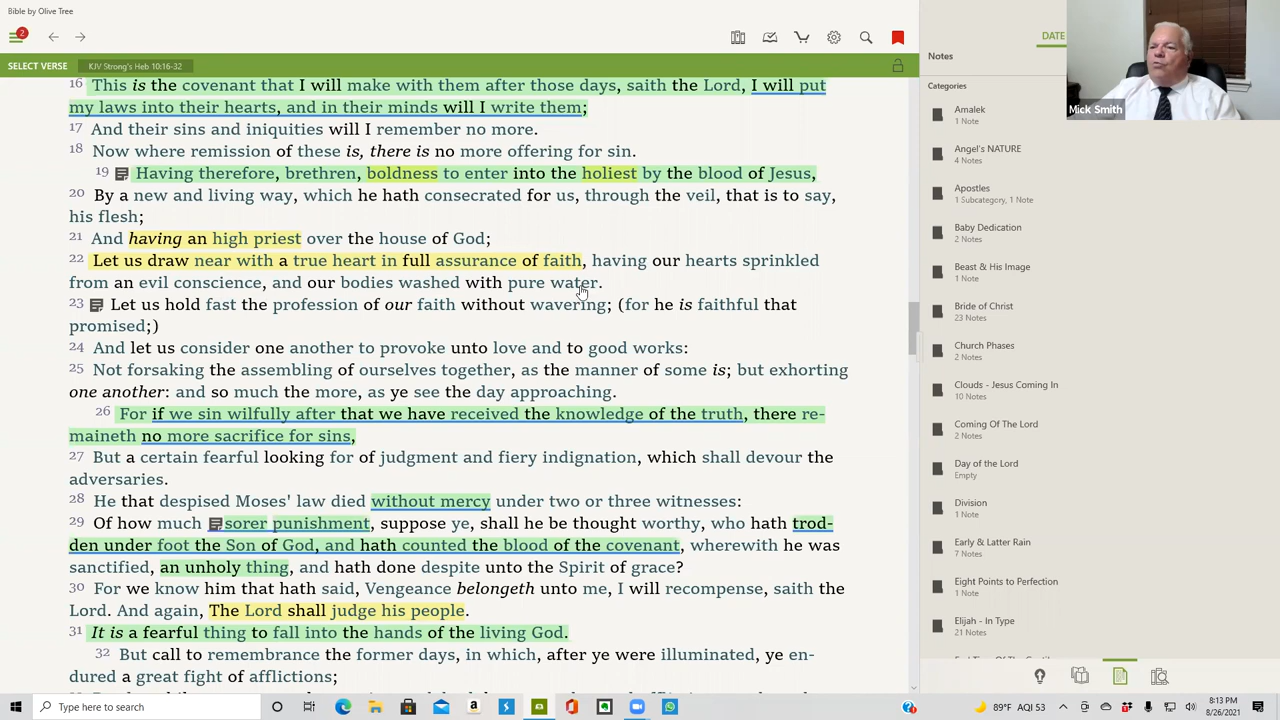 Bible by Olive Tree
2
SELECT VERSE
KJV Strong's Heb 10:16-32
16 This is the covenant that I will make with them after those days, saith the Lord, I will put
my laws into their hearts, and in their minds will I write them;
17 And their sins and iniquities will I remember no more.
18 Now where remission of these is, there is no more offering for sin.
19 Having therefore, brethren, boldness to enter into the holiest by the blood of Jesus,
20 By a new and living way, which he hath consecrated for us, through the veil, that is to say,
his flesh;
21 And having an high priest over the house of God;
22 Let us draw near with a true heart in full assurance of faith, having our hearts sprinkled
from an evil conscience, and our bodies washed with pure water.
23 Let us hold fast the profession of our faith without wavering; (for he is faithful that
promised;)
24 And let us consider one another to provoke unto love and to good works:
25 Not forsaking the assembling of ourselves together, as the manner of some is; but exhorting
one another: and so much the more, as ye see the day approaching.
26 For if we sin wilfully after that we have received the knowledge of the truth, there re-
maineth no more sacrifice for sins,
27 But a certain fearful looking for of judgment and fiery indignation, which shall devour the
adversaries.
28 He that despised Moses' law died without mercy under two or three witnesses:
29 Of how much sorer punishment, suppose ye, shall he be thought worthy, who hath trod-
den under foot the Son of God, and hath counted the blood of the covenant, wherewith he was
sanctified, an unholy thing, and hath done despite unto the Spirit of grace?
30 For we know him that hath said, Vengeance belongeth unto me, I will recompense, saith the
Lord. And again, The Lord shall judge his people.
31 It is a fearful thing to fall into the hands of the living God.
32 But call to remembrance the former days, in which, after ye were illuminated, ye en-
dured a great fight of afflictions;
DATE
Notes
Mick Smith
Categories
Amalek
1 Note
Angel's NATURE
4 Notes
Apostles
1 Subcategory, 1 Note
Baby Dedication
2 Notes
Beast & His Image
1 Note
Bride of Christ
23 Notes
Church Phases
2 Notes
Clouds - Jesus Coming In
10 Notes
Coming Of The Lord
2 Notes
Day of the Lord
Empty
Division
1 Note
Early & Latter Rain
7 Notes
Eight Points to Perfection
1 Note
Elijah - In Type
21 Notes
Type here to search
89°F AQI 53
8:13 PM
8/26/2021